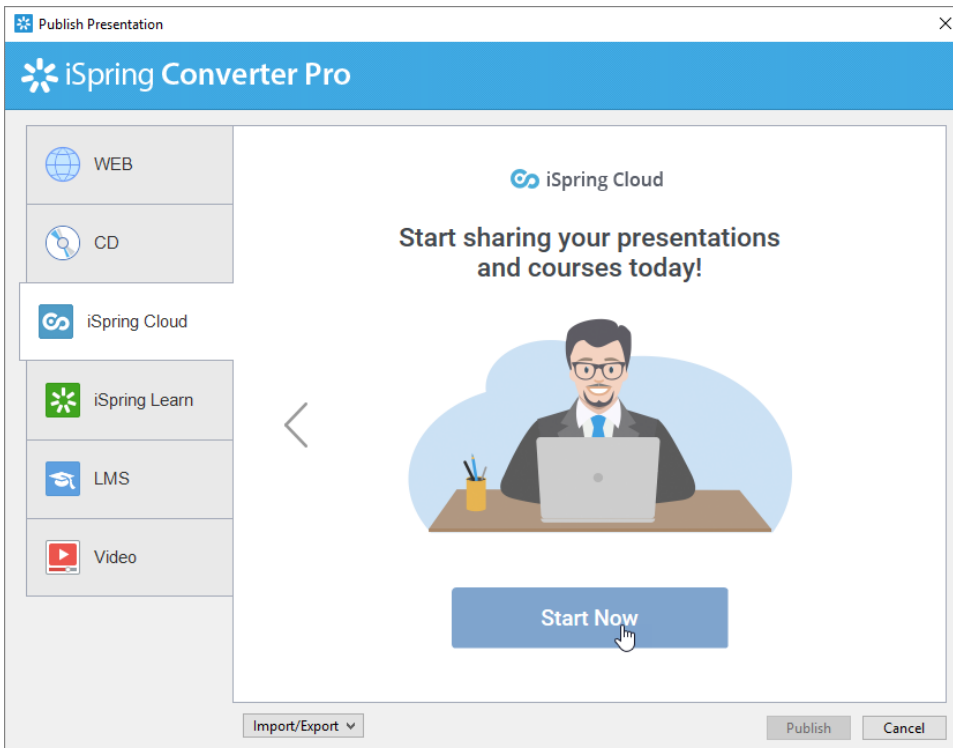 Publish Presentation
iSpring Converter Pro
WEB
CD
iSpring Cloud
iSpring Learn
LMS
Video
iSpring Cloud
Start sharing your presentations
and courses today!
Start Now
Import/Export
Publish
Cancel